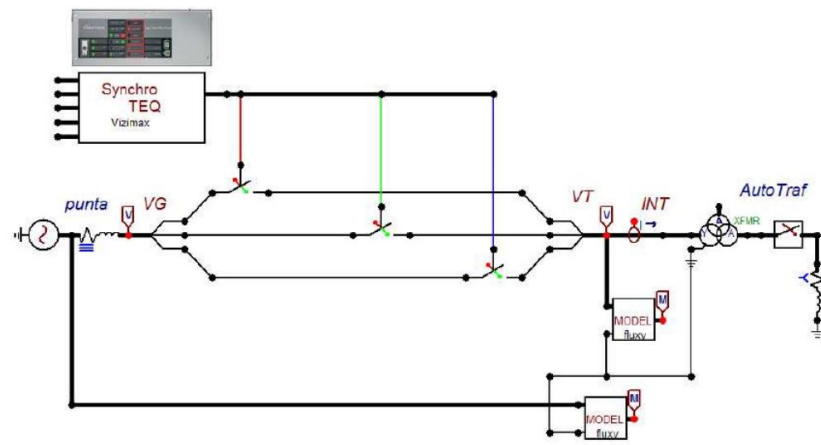 Synchro
TEQ
Vizimax
punta
VG
V
VT
V
INT
AutoTraf
XFMR
Y
A
A
MODEL
fluxy
M
MODEL
fluxy
M